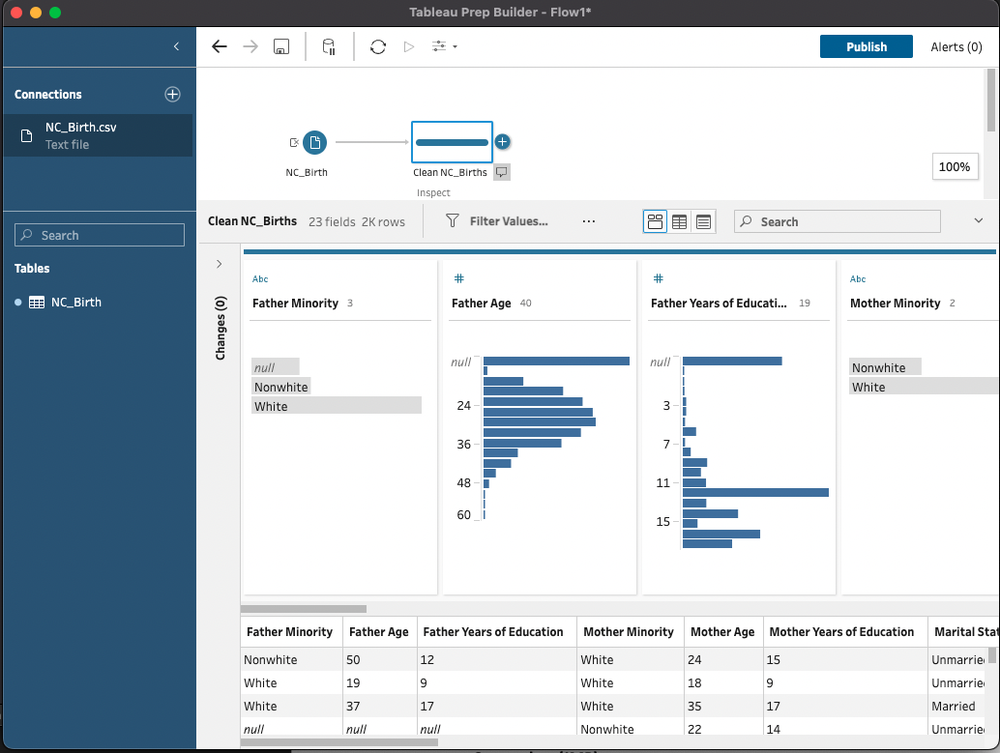 Tableau Prep Builder - Flow1*
Publish
Alerts (0)
Connections
NC_Birth.csv
Text file
NC_Birth
Clean NC_Births
Inspect
100%
Clean NC_Births 23 fields 2K rows
Filter Values...
Search
Search
Tables
NC_Birth
Changes (0)
Abc
Father Minority 3
null
Nonwhite
White
#
Father Age 40
null
24
36
48
60
#
Father Years of Educati... 19
null
3
7
11
15
Abc
Mother Minority 2
Nonwhite
White
Father Minority Father Age Father Years of Education Mother Minority Mother Age Mother Years of Education Marital Stat
Nonwhite 50 12 White 24 15 Unmarrie
White 19 9 White 18 9 Unmarrie
White 37 17 White 35 17 Married
null null null Nonwhite 22 14 Unmarrie